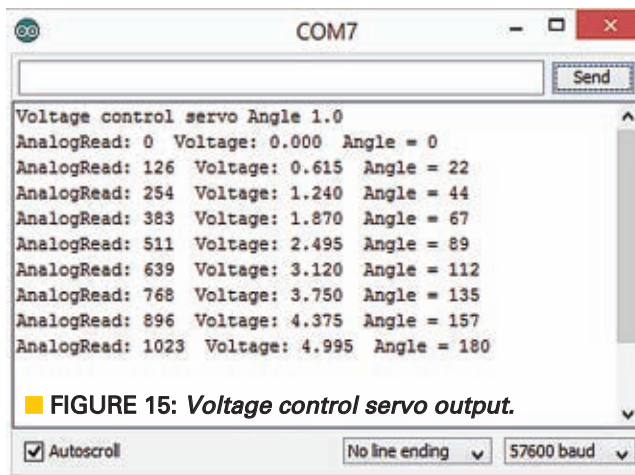 COM7
Send
Voltage control servo Angle 1.0
AnalogRead: 0 Voltage: 0.000 Angle = 0
AnalogRead: 126 Voltage: 0.615 Angle = 22
AnalogRead: 254 Voltage: 1.240 Angle = 44
AnalogRead: 383 Voltage: 1.870 Angle = 67
AnalogRead: 511 Voltage: 2.495 Angle = 89
AnalogRead: 639 Voltage: 3.120 Angle = 112
AnalogRead: 768 Voltage: 3.750 Angle = 135
AnalogRead: 896 Voltage: 4.375 Angle = 157
AnalogRead: 1023 Voltage: 4.995 Angle = 180
FIGURE 15: Voltage control servo output.
Autoscroll No line ending 57600 baud